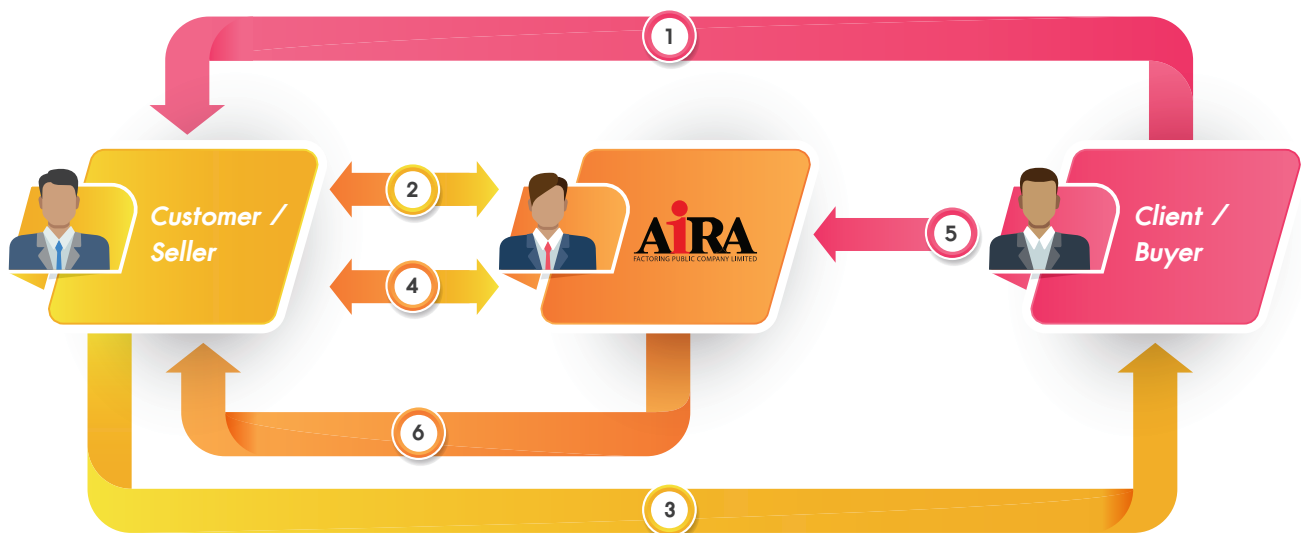 1
Customer /
Seller
2
4
AiRA
FACTORING PUBLIC COMPANY LIMITED
5
Client /
Buyer
6
3